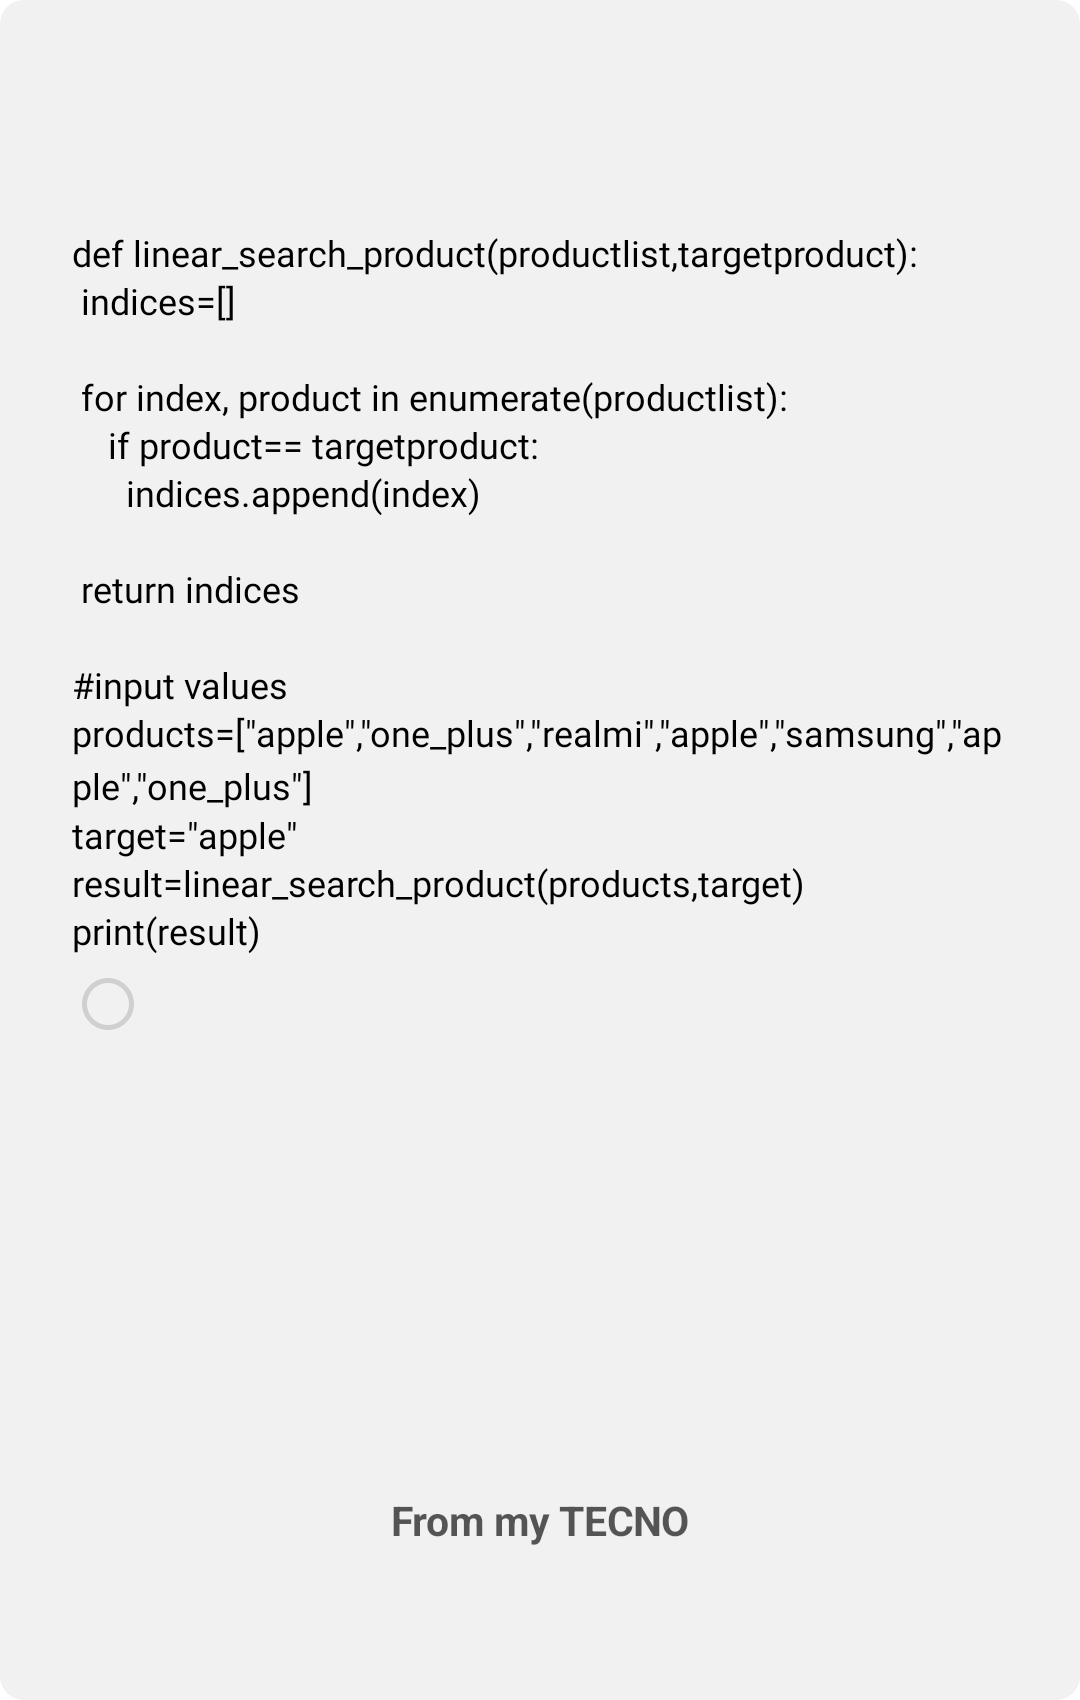 def linear_search_product(productlist,targetproduct):
 indices=[]

 for index, product in enumerate(productlist):
    if product== targetproduct:
      indices.append(index)

 return indices

#input values
products=["apple","one_plus","realmi","apple","samsung","ap
ple","one_plus"]
target="apple"
result=linear_search_product(products,target)
print(result)
From my TECNO